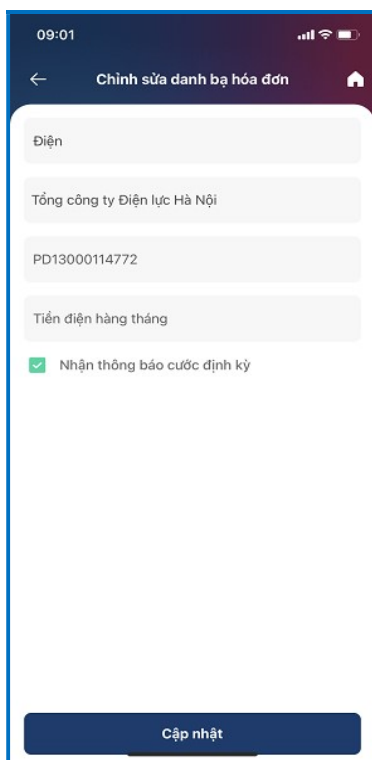 09:01
Chỉnh sửa danh bạ hóa đơn
Điện
Tổng công ty Điện lực Hà Nội
PD13000114772
Tiền điện hàng tháng
Nhận thông báo cước định kỳ
Cập nhật